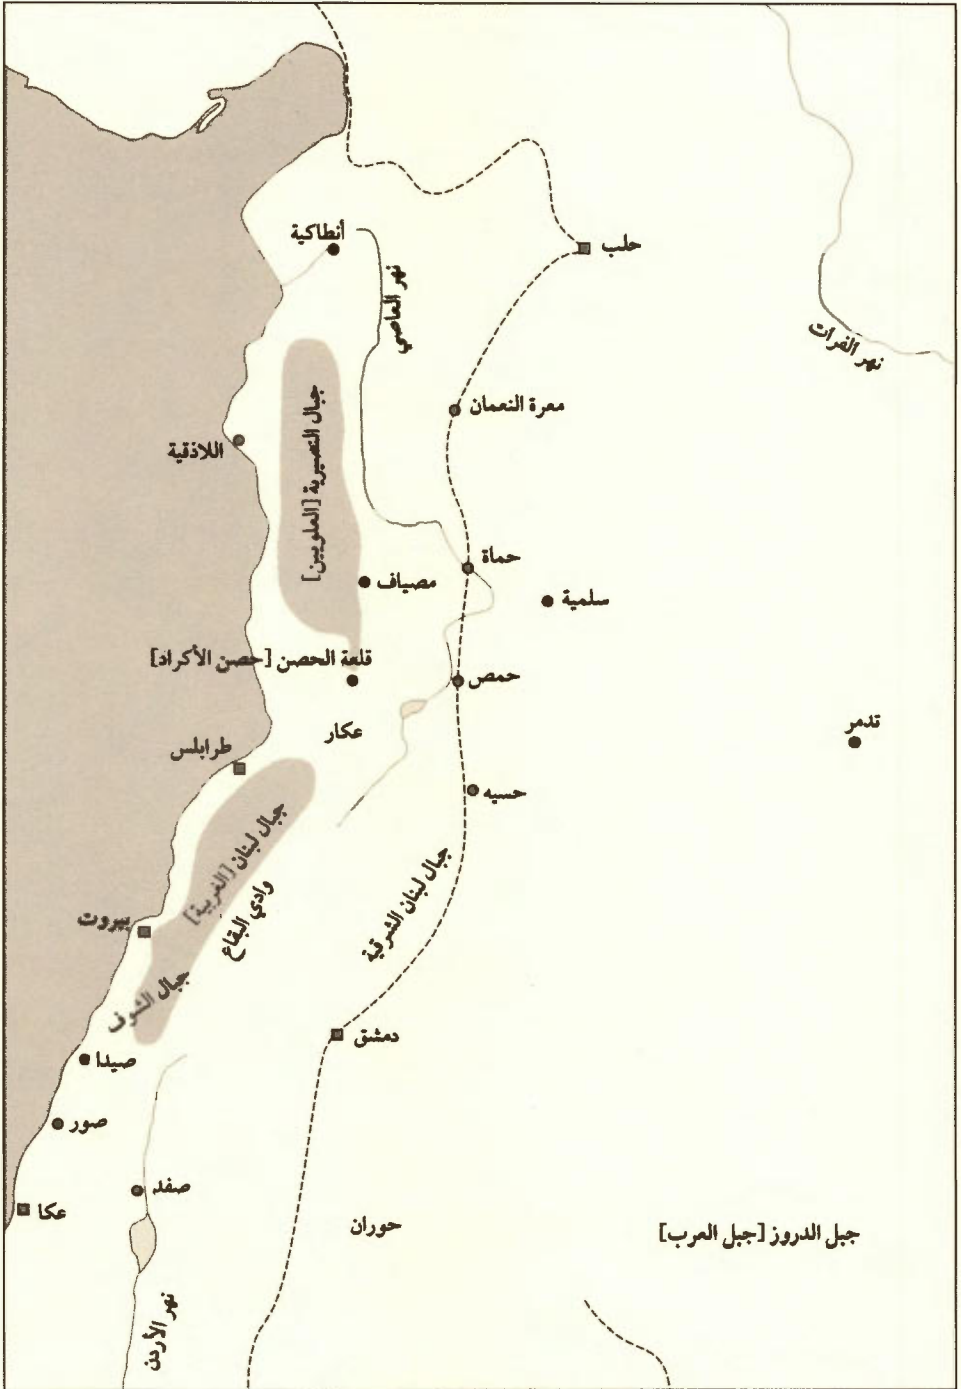 أنطاكية
حلب
نهر العاصي
نهر الفرات
جبال النصيرية [العلويين]
معرة النعمان
اللاذقية
حماة
مصياف
سلمية
قلعة الحصن [حصن الأكراد]
حمص
عكار
تدمر
طرابلس
حسيه
جبال لبنان [الغربية]
جبال لبنان الشرقية
وادي البقاع
بيروت
جبال الشوف
دمشق
صيدا
صور
صفد
عكا
حوران
جبل الدروز [جبل العرب]
نهر الأردن